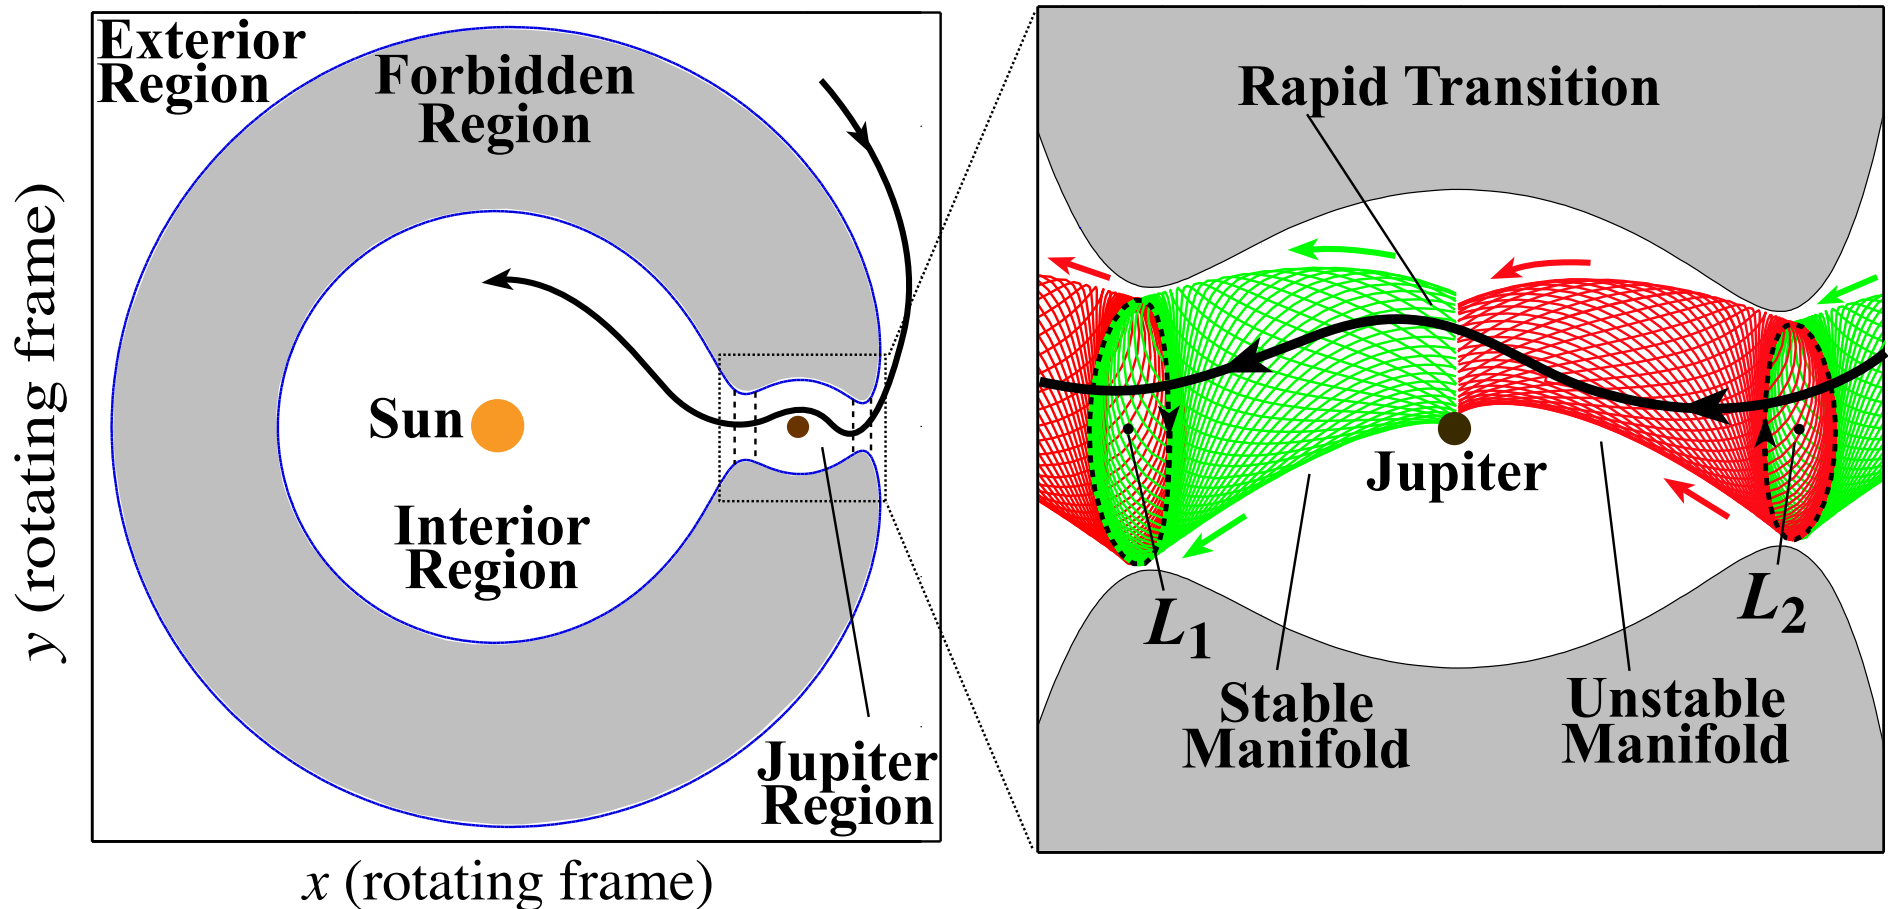 Exterior
Region
Forbidden
Region
Sun
Interior
Region
Jupiter
Region
y (rotating frame)
x (rotating frame)
Rapid Transition
Jupiter
L1
L2
Stable
Manifold
Unstable
Manifold